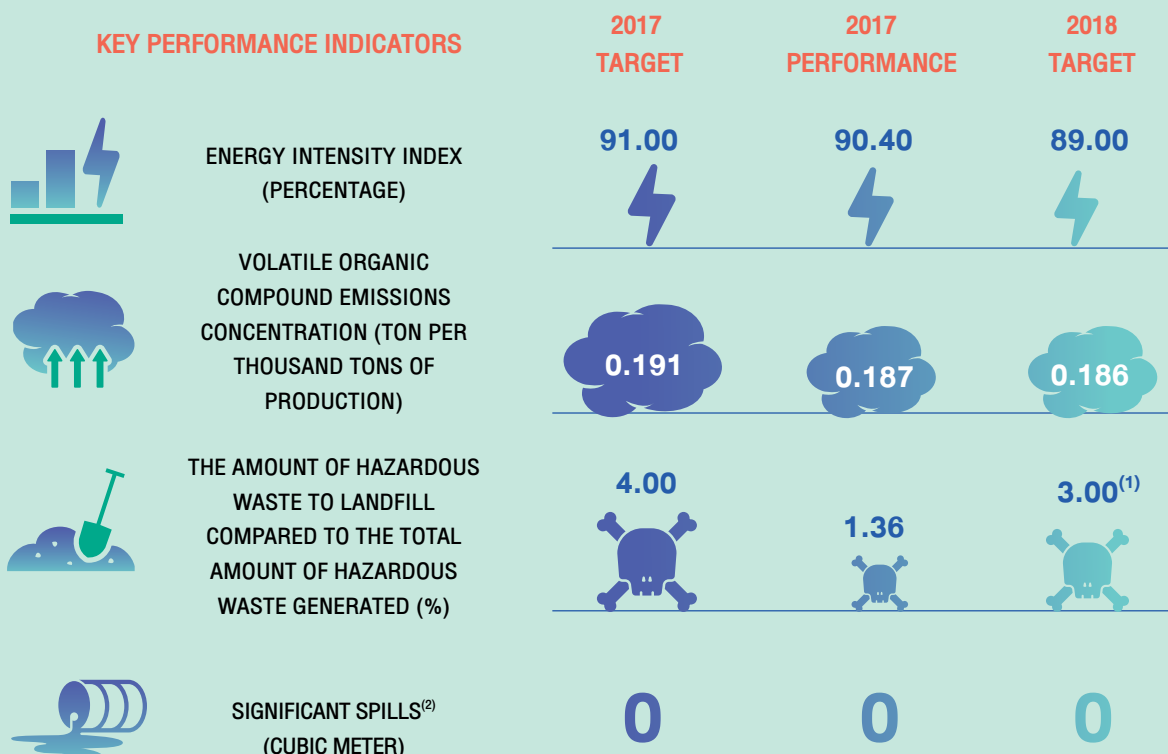 KEY PERFORMANCE INDICATORS
2017
TARGET
2017
PERFORMANCE
2018
TARGET
ENERGY INTENSITY INDEX
(PERCENTAGE)
91.00
90.40
89.00
VOLATILE ORGANIC
COMPOUND EMISSIONS
CONCENTRATION (TON PER
THOUSAND TONS OF
PRODUCTION)
0.191
0.187
0.186
THE AMOUNT OF HAZARDOUS
WASTE TO LANDFILL
COMPARED TO THE TOTAL
AMOUNT OF HAZARDOUS
WASTE GENERATED (%)
4.00
1.36
3.00(1)
SIGNIFICANT SPILLS(2)
(CUBIC METER)
0
0
0